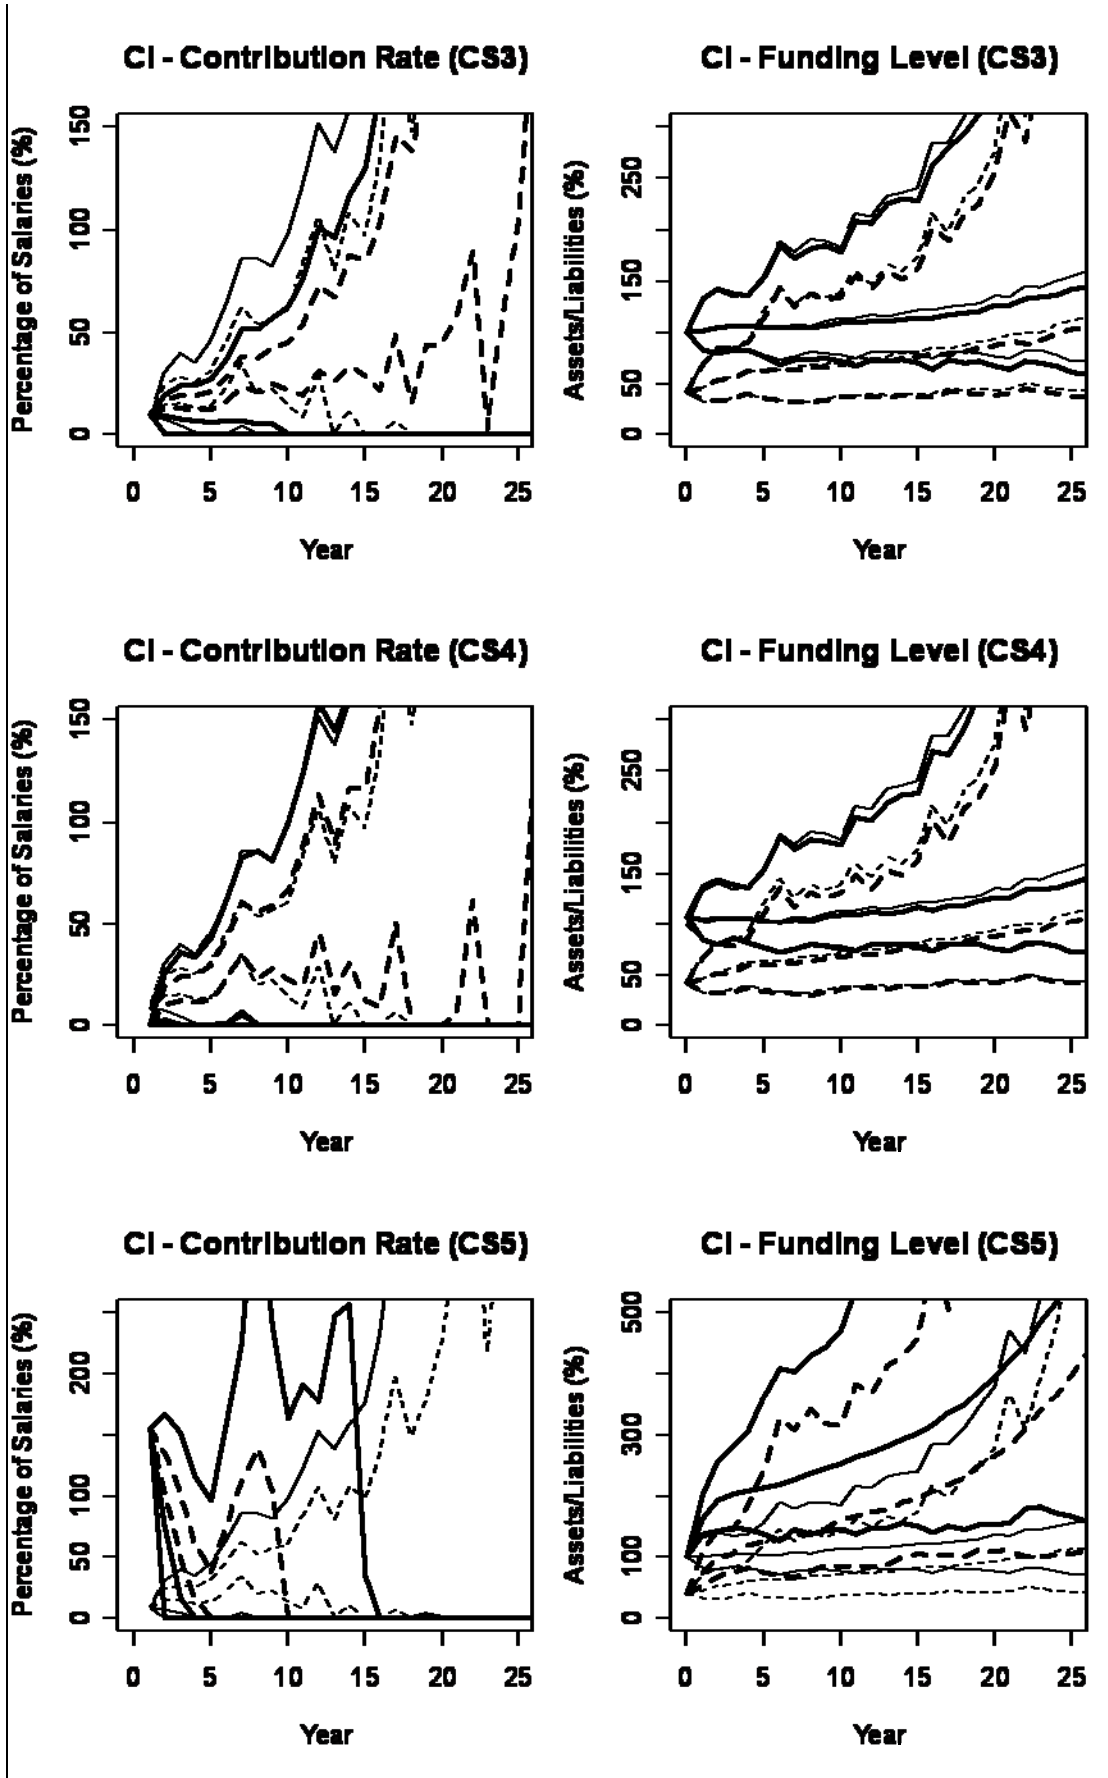 CI - Contribution Rate (CS3)
CI - Funding Level (CS3)
Percentage of Salaries (%)
150
100
50
0
0 5 10 15 20 25
Year
Assets/Liabilities (%)
250
150
50
0
0 5 10 15 20 25
Year
CI - Contribution Rate (CS4)
CI - Funding Level (CS4)
Percentage of Salaries (%)
150
100
50
0
0 5 10 15 20 25
Year
Assets/Liabilities (%)
250
150
50
0
0 5 10 15 20 25
Year
CI - Contribution Rate (CS5)
CI - Funding Level (CS5)
Percentage of Salaries (%)
200
100
50
0
0 5 10 15 20 25
Year
Assets/Liabilities (%)
500
300
100
0
0 5 10 15 20 25
Year